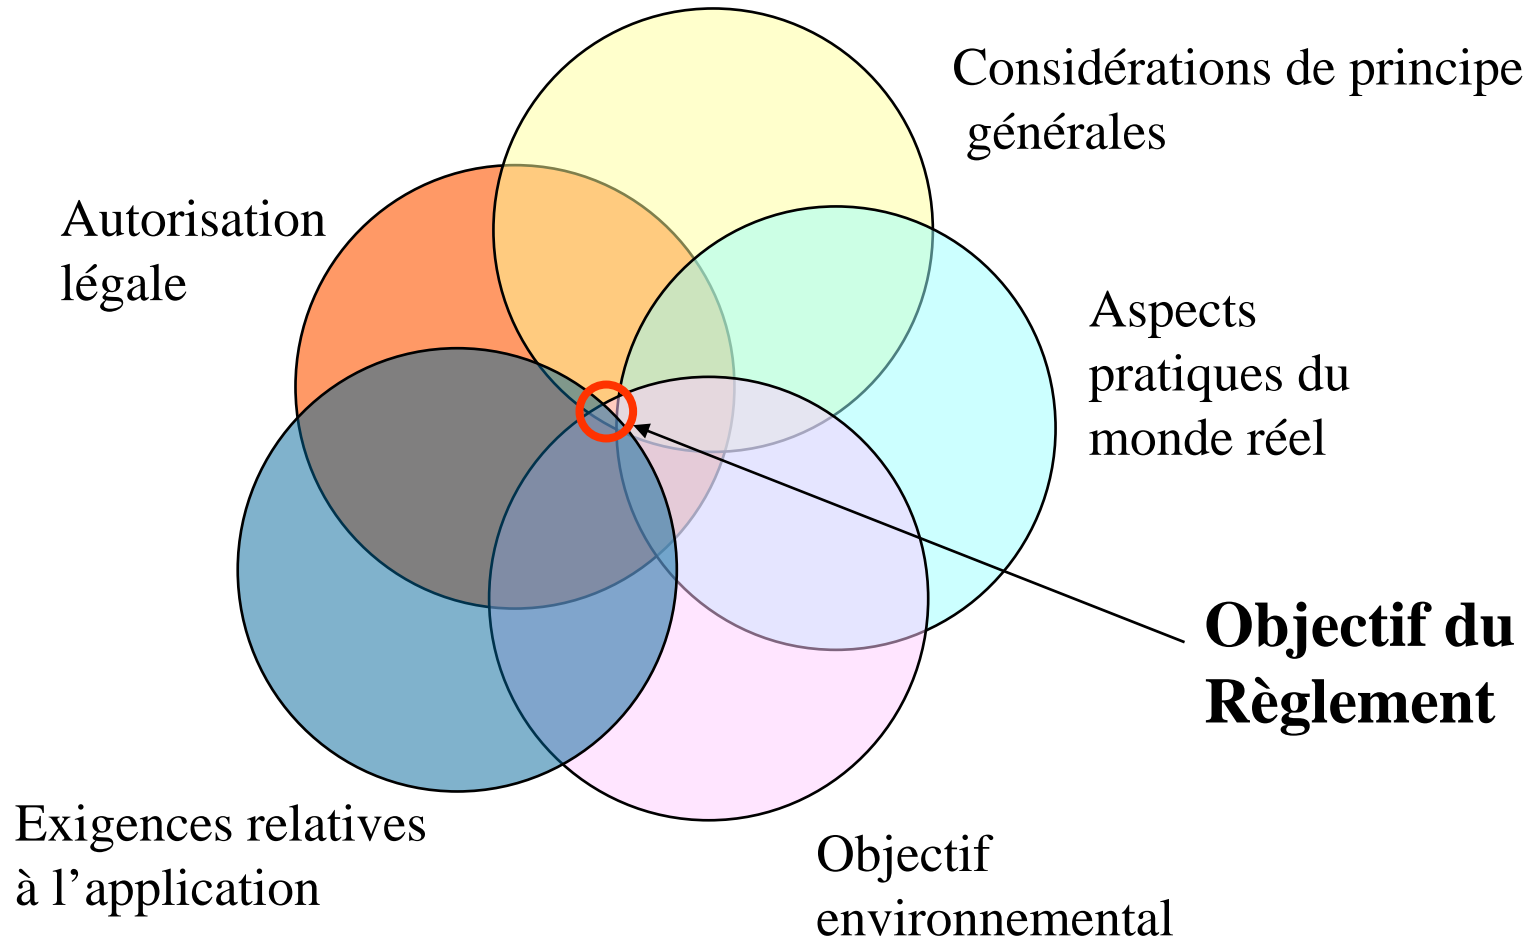 Considérations de principe
générales
Autorisation
légale
Aspects
pratiques du
monde réel
Objectif du
Règlement
Exigences relatives
à l’application
Objectif
environnemental